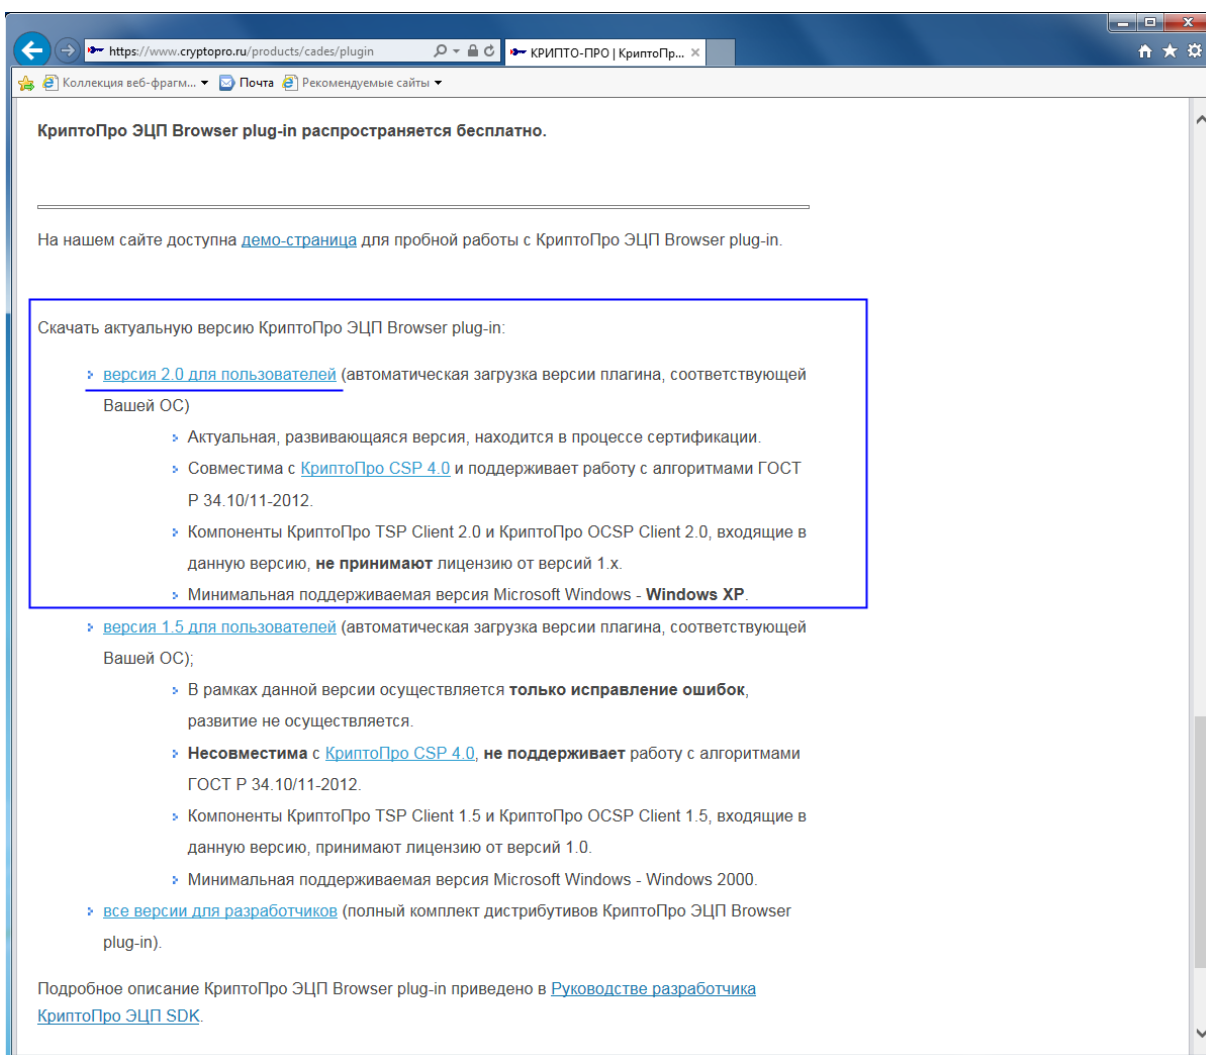 https://www.cryptopro.ru/products/cades/plugin
КРИПТО-ПРО | КриптоПр...
Коллекция веб-фрагм... Почта Рекомендуемые сайты
КриптоПро ЭЦП Browser plug-in распространяется бесплатно.
На нашем сайте доступна демо-страница для пробной работы с КриптоПро ЭЦП Browser plug-in.
Скачать актуальную версию КриптоПро ЭЦП Browser plug-in:
версия 2.0 для пользователей (автоматическая загрузка версии плагина, соответствующей
Вашей ОС)
Актуальная, развивающаяся версия, находится в процессе сертификации.
Совместима с КриптоПро CSP 4.0 и поддерживает работу с алгоритмами ГОСТ
Р 34.10/11-2012.
Компоненты КриптоПро TSP Client 2.0 и КриптоПро OCSP Client 2.0, входящие в
данную версию, не принимают лицензию от версий 1.x.
Минимальная поддерживаемая версия Microsoft Windows - Windows XP.
версия 1.5 для пользователей (автоматическая загрузка версии плагина, соответствующей
Вашей ОС);
В рамках данной версии осуществляется только исправление ошибок,
развитие не осуществляется.
Несовместима с КриптоПро CSP 4.0, не поддерживает работу с алгоритмами
ГОСТ Р 34.10/11-2012.
Компоненты КриптоПро TSP Client 1.5 и КриптоПро OCSP Client 1.5, входящие в
данную версию, принимают лицензию от версий 1.0.
Минимальная поддерживаемая версия Microsoft Windows - Windows 2000.
все версии для разработчиков (полный комплект дистрибутивов КриптоПро ЭЦП Browser
plug-in).
Подробное описание КриптоПро ЭЦП Browser plug-in приведено в Руководстве разработчика
КриптоПро ЭЦП SDK.